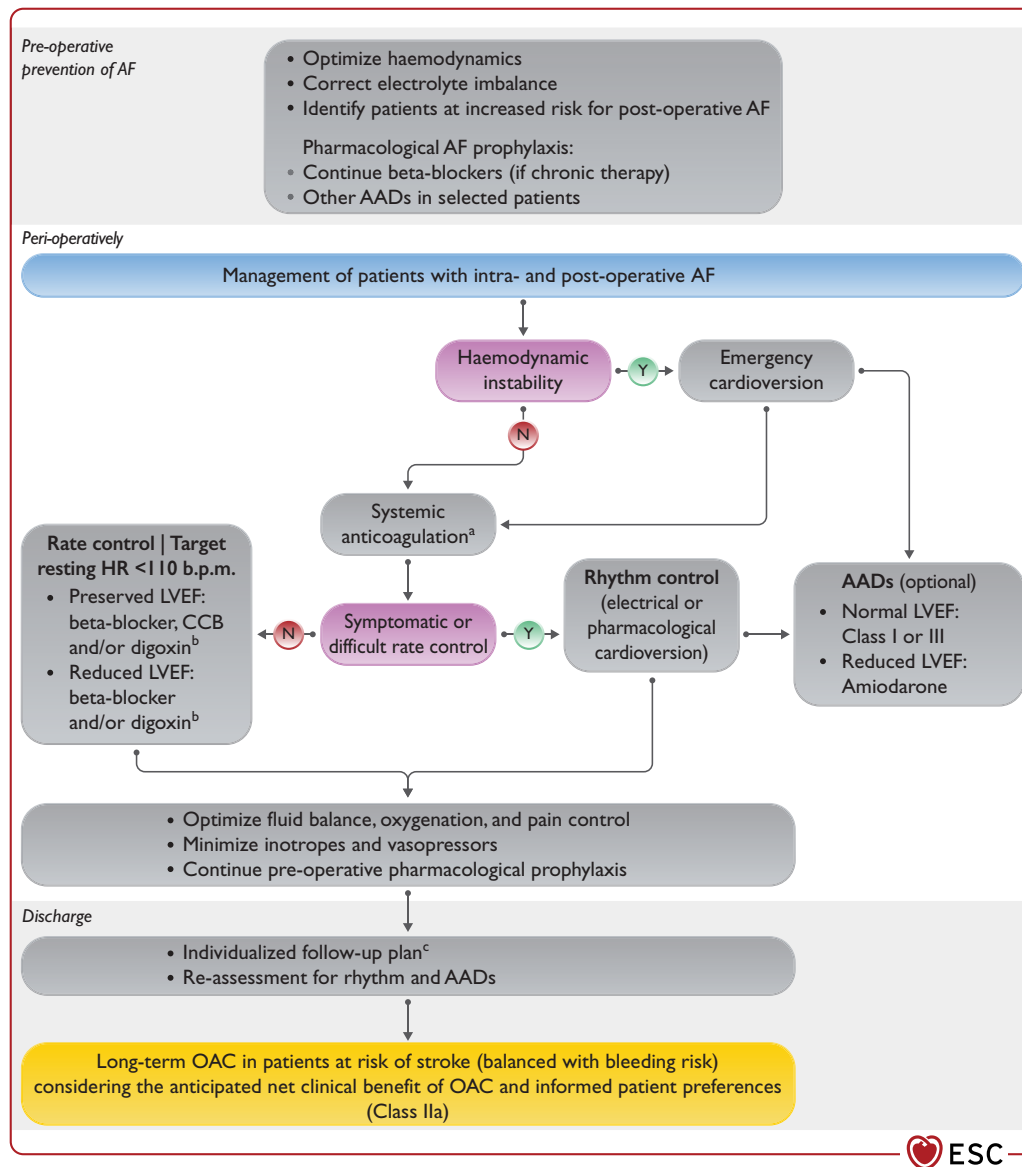 Pre-operative
prevention of AF
• Optimize haemodynamics
• Correct electrolyte imbalance
• Identify patients at increased risk for post-operative AF
Pharmacological AF prophylaxis:
• Continue beta-blockers (if chronic therapy)
• Other AADs in selected patients
Peri-operatively
Management of patients with intra- and post-operative AF
Haemodynamic
instability
Y
Emergency
cardioversion
N
Systemic
anticoagulationᵃ
Rate control | Target
resting HR <110 b.p.m.
• Preserved LVEF:
beta-blocker, CCB
and/or digoxinᵇ
• Reduced LVEF:
beta-blocker
and/or digoxinᵇ
N
Symptomatic or
difficult rate control
Y
Rhythm control
(electrical or
pharmacological
cardioversion)
AADs (optional)
• Normal LVEF:
Class I or III
• Reduced LVEF:
Amiodarone
• Optimize fluid balance, oxygenation, and pain control
• Minimize inotropes and vasopressors
• Continue pre-operative pharmacological prophylaxis
Discharge
• Individualized follow-up planᶜ
• Re-assessment for rhythm and AADs
Long-term OAC in patients at risk of stroke (balanced with bleeding risk)
considering the anticipated net clinical benefit of OAC and informed patient preferences
(Class IIa)
ESC